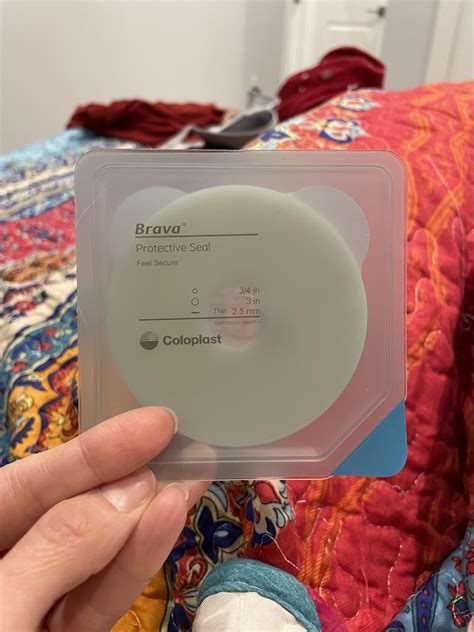 Brava®
Protective Seal
Feel Secure
3/4 in
3 in
Thin 2.5 mm
Coloplast